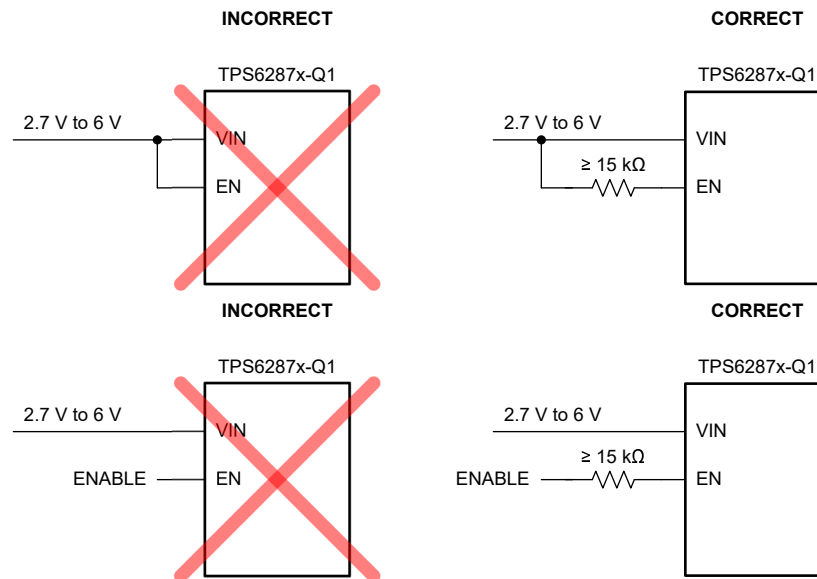 INCORRECT
CORRECT
TPS6287x-Q1
TPS6287x-Q1
2.7 V to 6 V
VIN
2.7 V to 6 V
VIN
EN
≥ 15 kΩ
EN
INCORRECT
CORRECT
TPS6287x-Q1
TPS6287x-Q1
2.7 V to 6 V
VIN
2.7 V to 6 V
VIN
ENABLE
EN
≥ 15 kΩ
ENABLE
EN